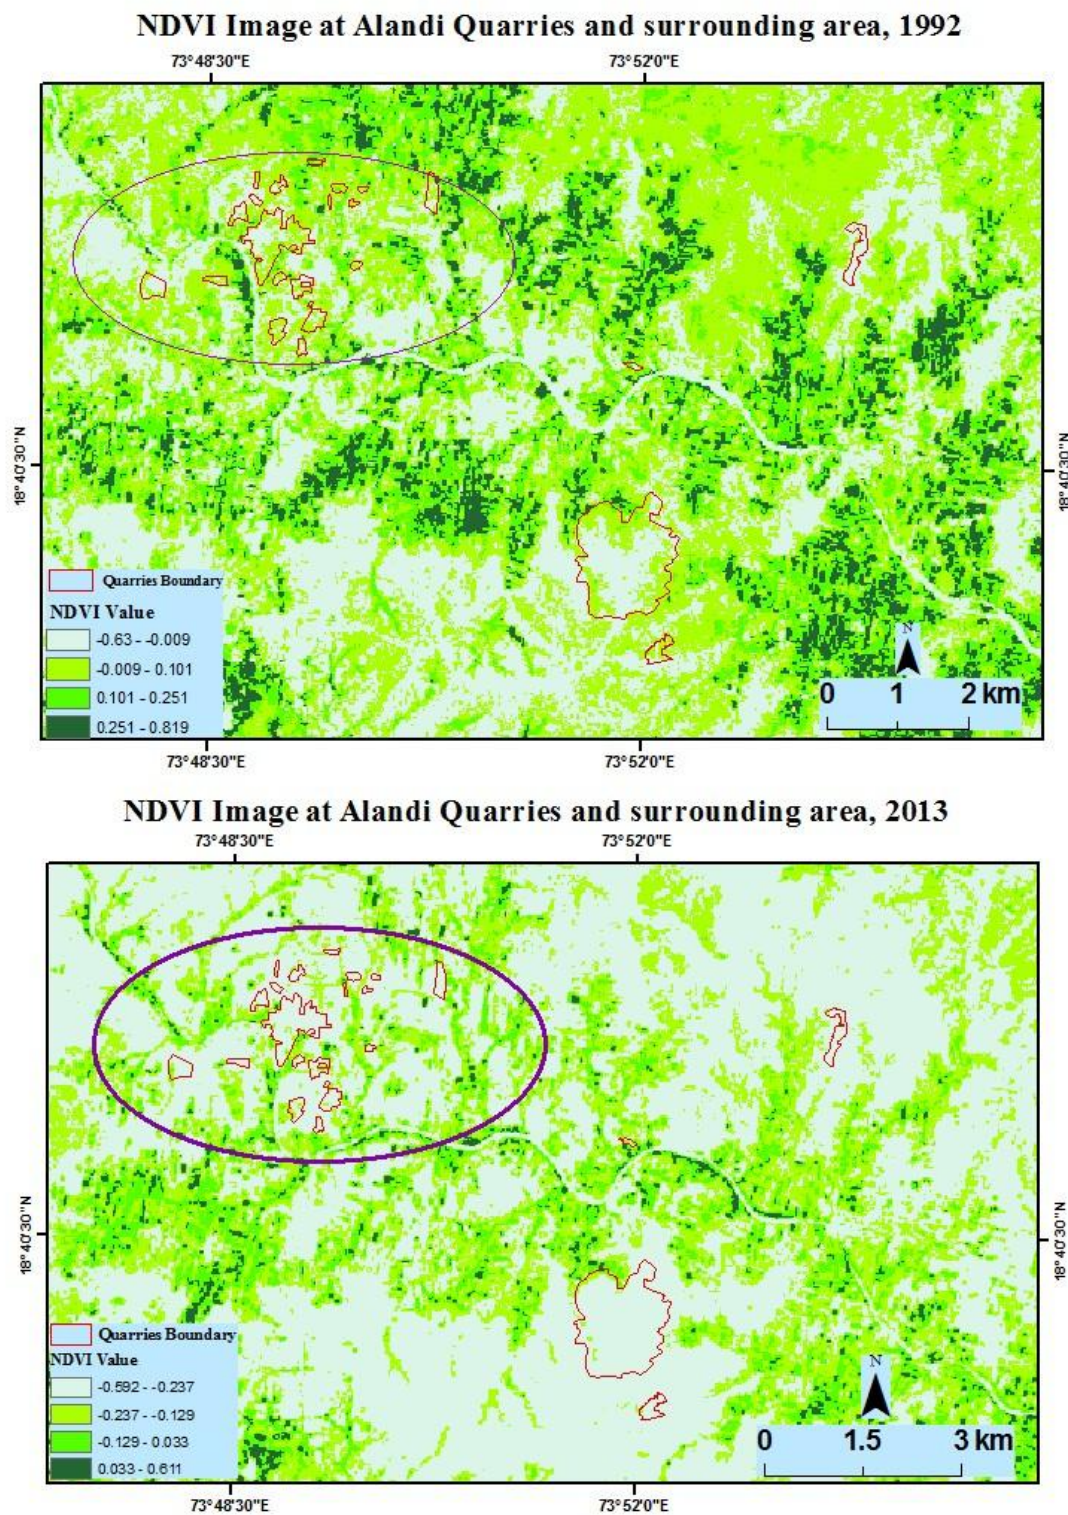 NDVI Image at Alandi Quarries and surrounding area, 1992
73°48'30"E 73°52'0"E
18°40'30"N 18°40'30"N
Quarries Boundary
NDVI Value
-0.63 - -0.009
-0.009 - 0.101
0.101 - 0.251
0.251 - 0.819
N
0 1 2 km
73°48'30"E 73°52'0"E
NDVI Image at Alandi Quarries and surrounding area, 2013
73°48'30"E 73°52'0"E
18°40'30"N 18°40'30"N
Quarries Boundary
NDVI Value
-0.592 - -0.237
-0.237 - -0.129
-0.129 - 0.033
0.033 - 0.611
N
0 1.5 3 km
73°48'30"E 73°52'0"E